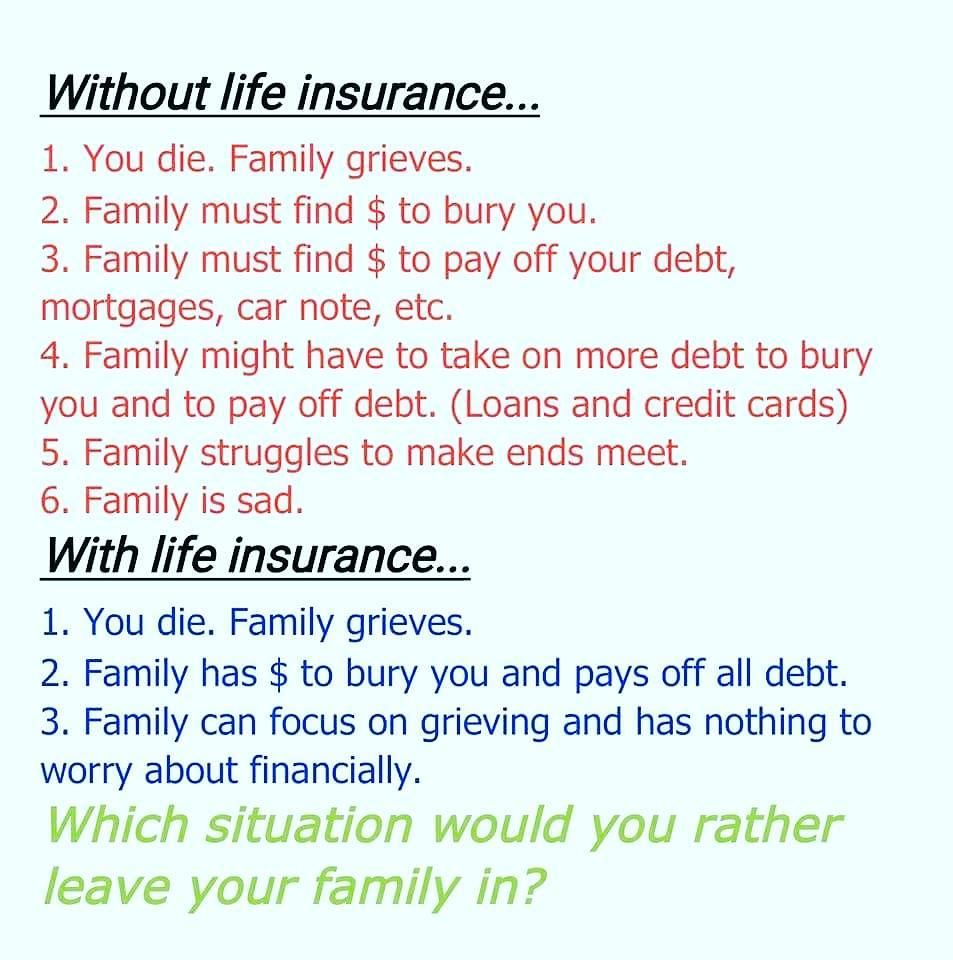 Without life insurance...
1. You die. Family grieves.
2. Family must find $ to bury you.
3. Family must find $ to pay off your debt,
mortgages, car note, etc.
4. Family might have to take on more debt to bury
you and to pay off debt. (Loans and credit cards)
5. Family struggles to make ends meet.
6. Family is sad.
With life insurance...
1. You die. Family grieves.
2. Family has $ to bury you and pays off all debt.
3. Family can focus on grieving and has nothing to
worry about financially.
Which situation would you rather
leave your family in?